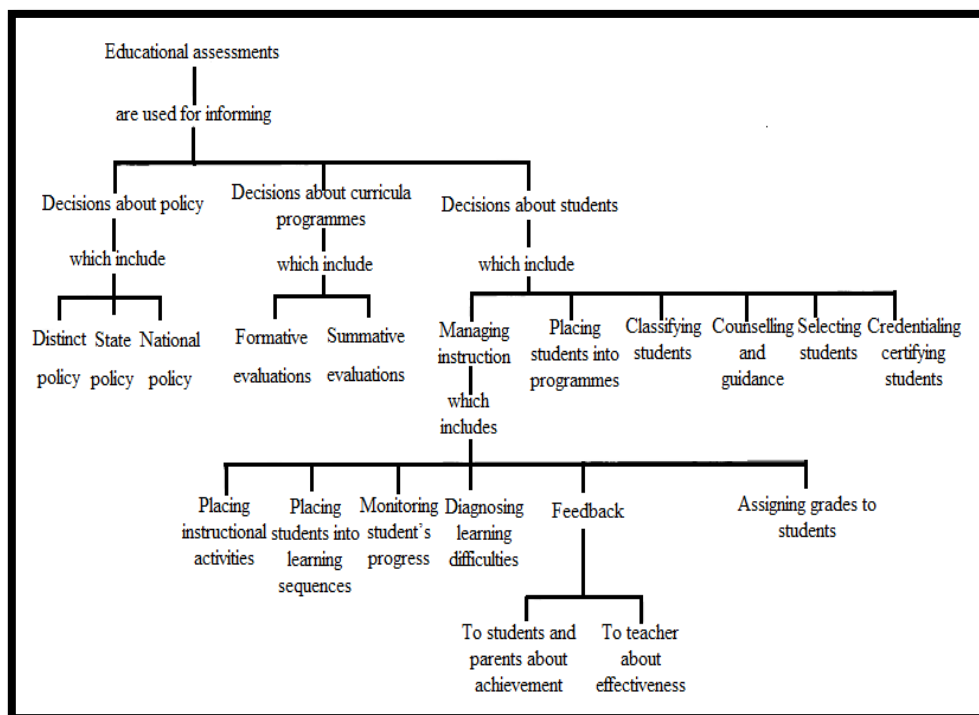 Educational assessments
are used for informing
Decisions about policy
Decisions about curricula
programmes
Decisions about students
which include
which include
which include
Distinct
policy
State
policy
National
policy
Formative
evaluations
Summative
evaluations
Managing
instruction
Placing
students into
programmes
Classifying
students
Counselling
and
guidance
Selecting
students
Credentialing
certifying
students
which
includes
Placing
instructional
activities
Placing
students into
learning
sequences
Monitoring
student's
progress
Diagnosing
learning
difficulties
Feedback
Assigning grades to
students
To students and
parents about
achievement
To teacher
about
effectiveness